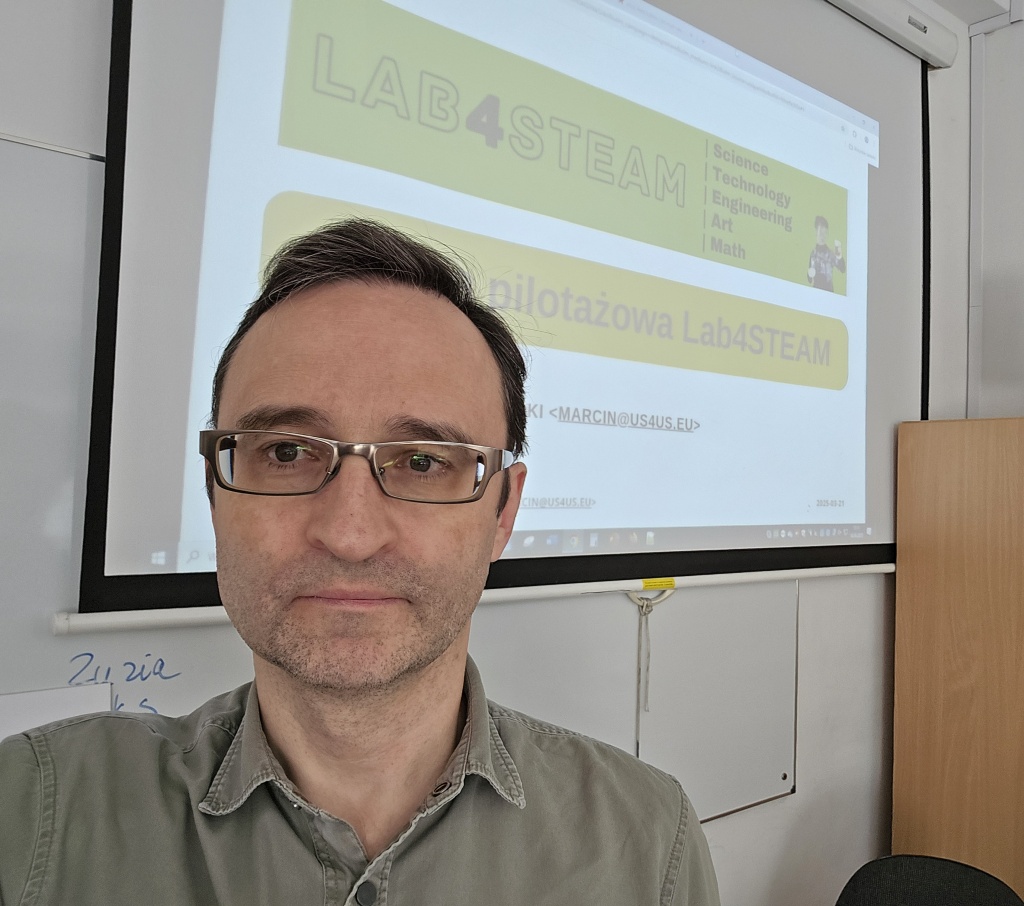 LAB4STEAM
| Science
| Technology
| Engineering
| Art
| Math
pilotażowa Lab4STEAM
KI <MARCIN@US4US.EU>
CIN@US4US.EU>
Zuzia